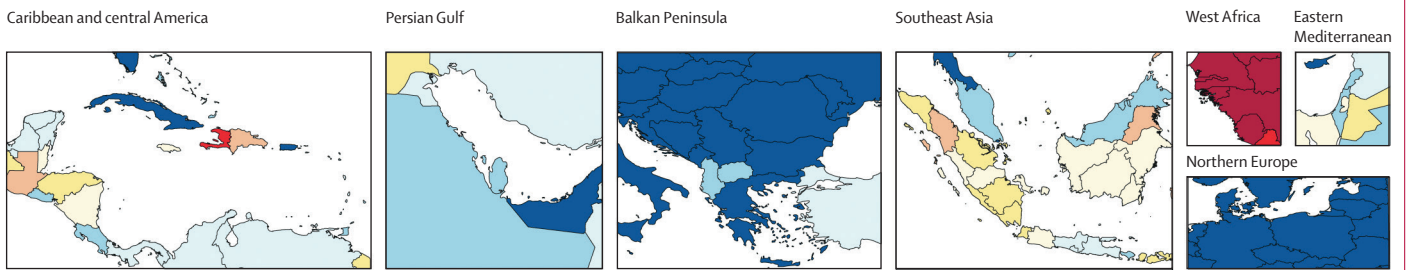 Caribbean and central America
Persian Gulf
Balkan Peninsula
Southeast Asia
West Africa
Eastern
Mediterranean
Northern Europe